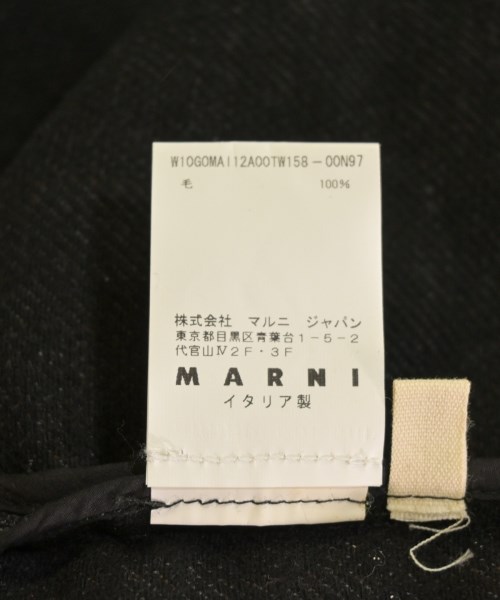 W10GOMA112A00TW158-00N97
毛 100%
株式会社 マルニ ジャパン
東京都目黒区青葉台1-5-2
代官山Ⅳ2F・3F
MARNI
イタリア製